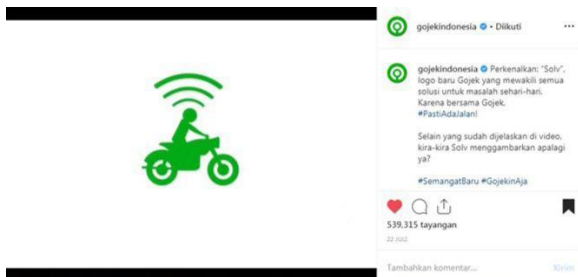 gojekindonesia • Diikuti
gojekindonesia Perkenalkan: "Solv",
logo baru Gojek yang mewakili semua
solusi untuk masalah sehari-hari.
Karena bersama Gojek,
#PastiAdaJalan!
Selain yang sudah dijelaskan di video,
kira-kira Solv menggambarkan apalagi
ya?
#SemangatBaru #GojekinAja
539,315 tayangan
22 JULI
Tambahkan komentar...
Kirim